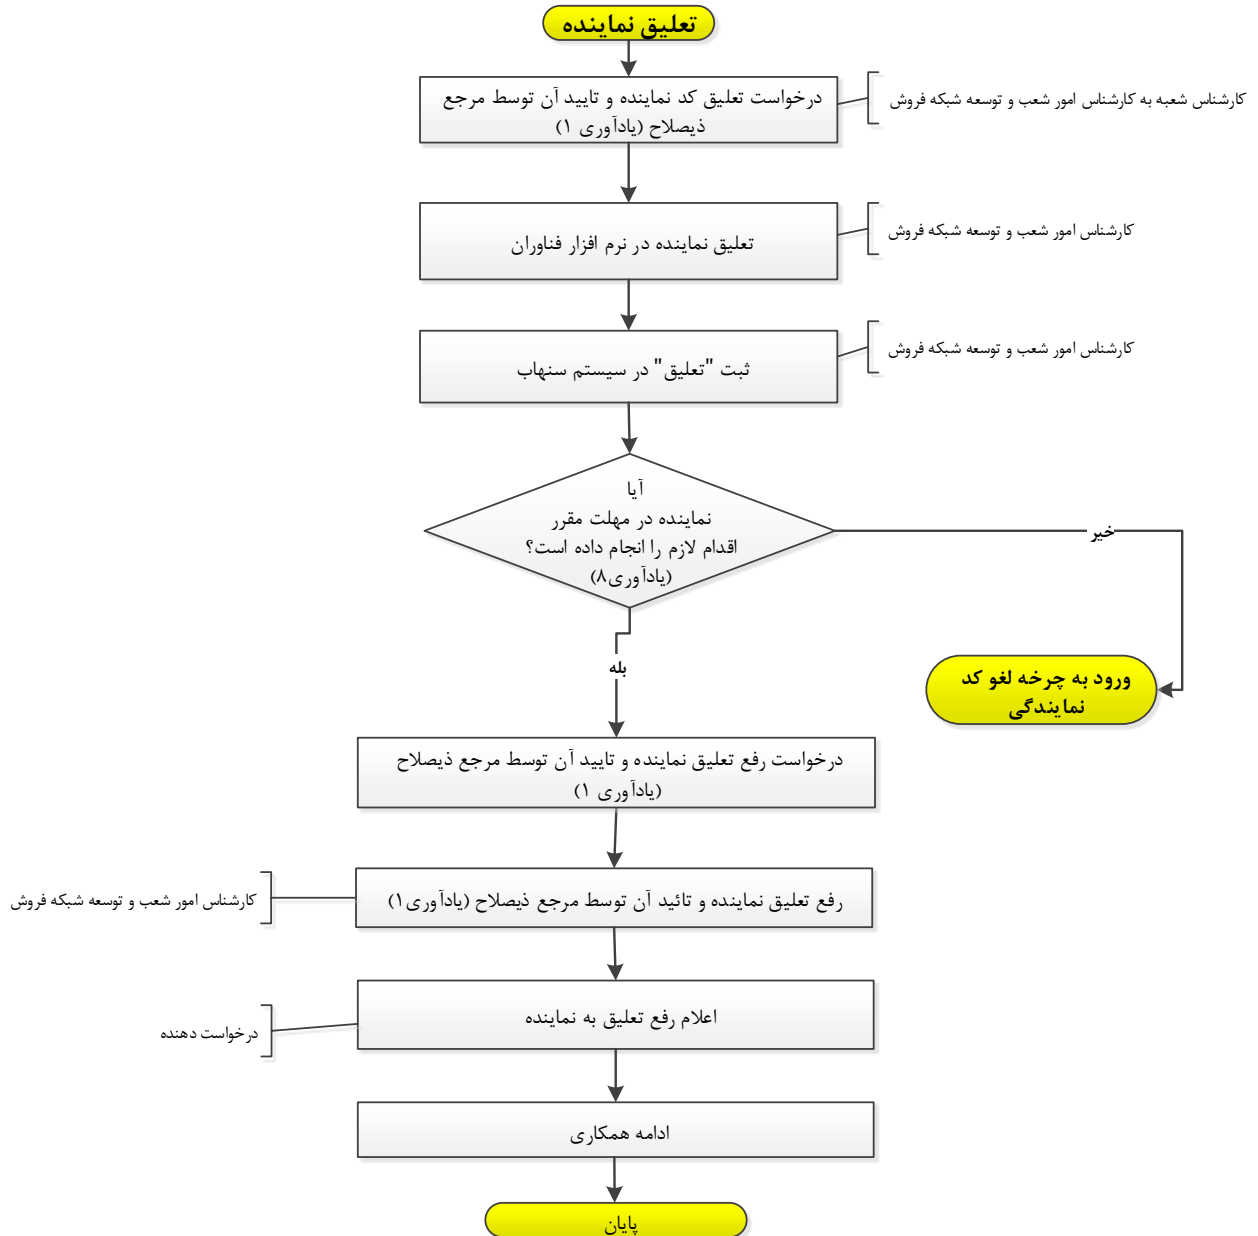 تعلیق نماینده
درخواست تعلیق کد نماینده و تایید آن توسط مرجع
ذیصلاح (یادآوری ۱)
کارشناس شعبه به کارشناس امور شعب و توسعه شبکه فروش
تعلیق نماینده در نرم افزار فناوران
کارشناس امور شعب و توسعه شبکه فروش
ثبت "تعلیق" در سیستم سنهاب
کارشناس امور شعب و توسعه شبکه فروش
آیا
نماینده در مهلت مقرر
اقدام لازم را انجام داده است؟
(یادآوری۸)
خیر
بله
ورود به چرخه لغو کد
نمایندگی
درخواست رفع تعلیق نماینده و تایید آن توسط مرجع ذیصلاح
(یادآوری ۱)
رفع تعلیق نماینده و تائید آن توسط مرجع ذیصلاح (یادآوری۱)
کارشناس امور شعب و توسعه شبکه فروش
اعلام رفع تعلیق به نماینده
درخواست دهنده
ادامه همکاری
پایان